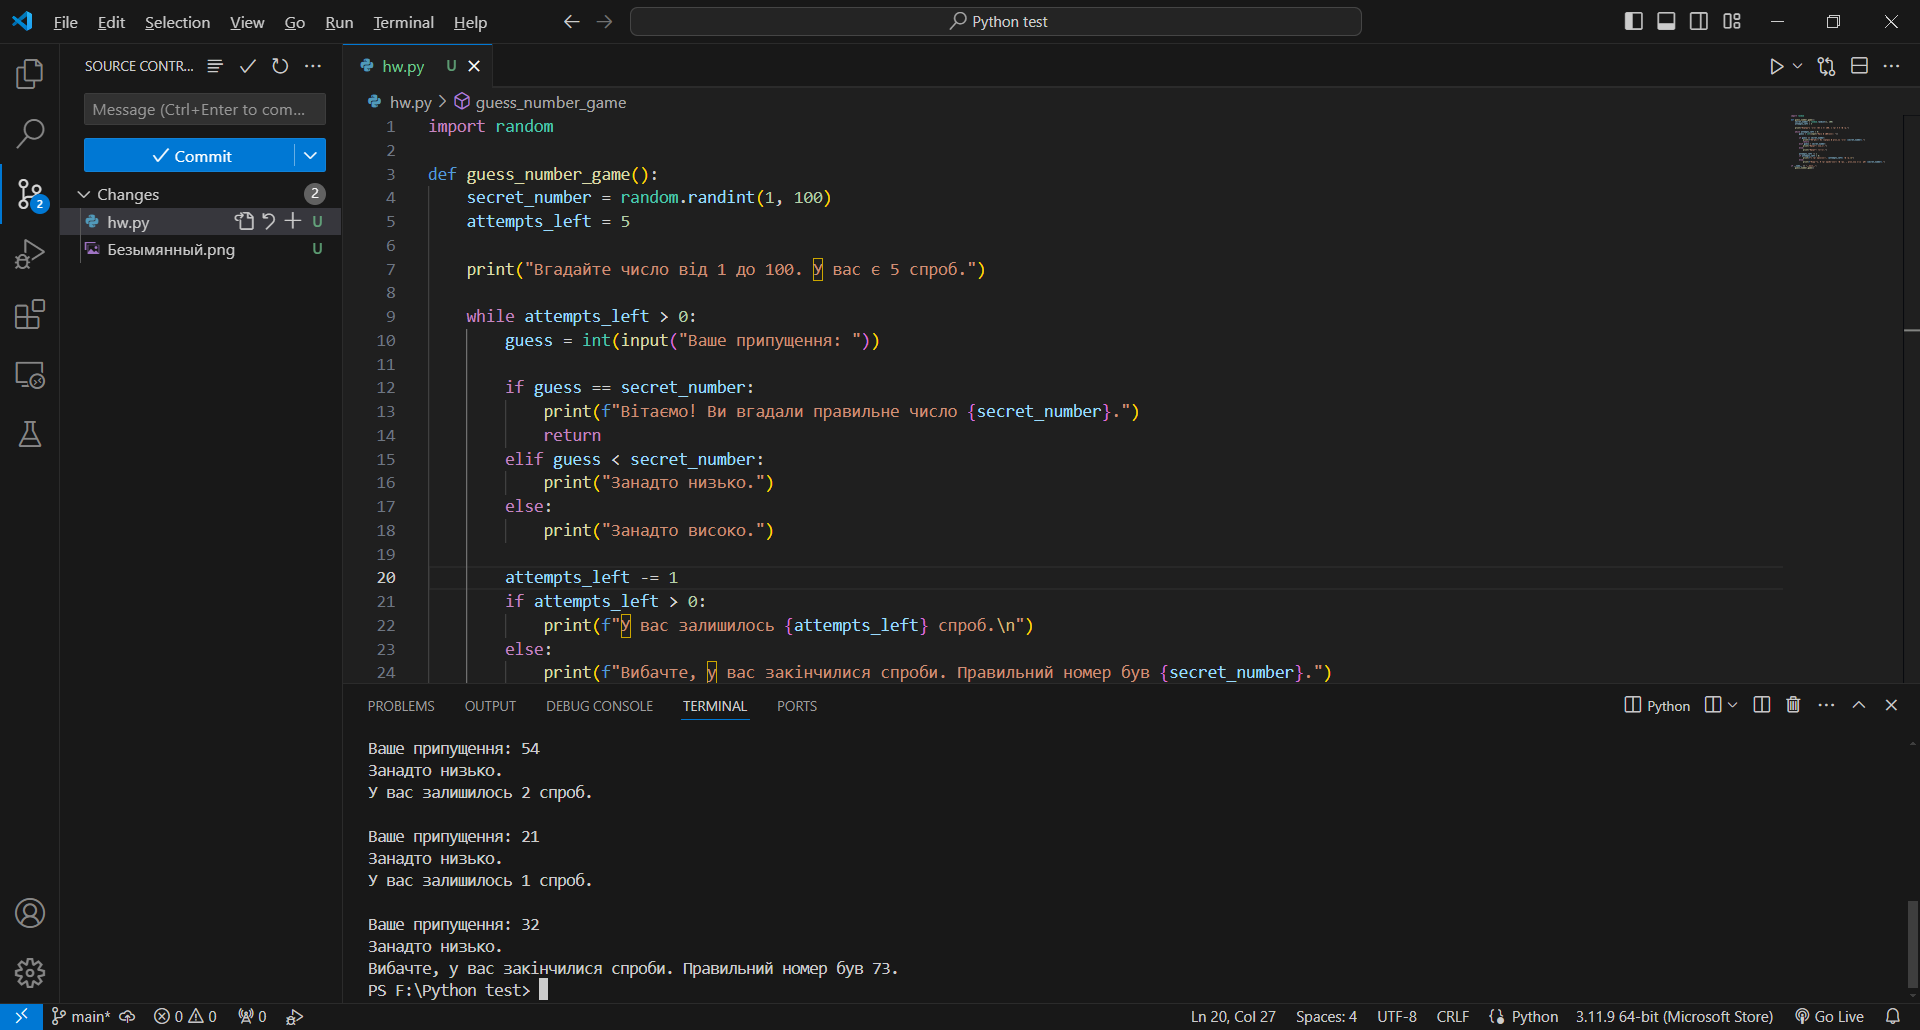 File Edit Selection View Go Run Terminal Help
Python test
SOURCE CONTR...
Message (Ctrl+Enter to com...
Commit
Changes 2
2
hw.py U
Безымянный.png U
hw.py U
hw.py > guess_number_game
1 import random
2
3 def guess_number_game():
4 secret_number = random.randint(1, 100)
5 attempts_left = 5
6
7 print("Вгадайте число від 1 до 100. У вас є 5 спроб.")
8
9 while attempts_left > 0:
10 guess = int(input("Ваше припущення: "))
11
12 if guess == secret_number:
13 print(f"Вітаємо! Ви вгадали правильне число {secret_number}.")
14 return
15 elif guess < secret_number:
16 print("Занадто низько.")
17 else:
18 print("Занадто високо.")
19
20 attempts_left -= 1
21 if attempts_left > 0:
22 print(f"У вас залишилось {attempts_left} спроб.\n")
23 else:
24 print(f"Вибачте, у вас закінчилися спроби. Правильний номер був {secret_number}.")
PROBLEMS OUTPUT DEBUG CONSOLE TERMINAL PORTS
Python
Ваше припущення: 54
Занадто низько.
У вас залишилось 2 спроб.
Ваше припущення: 21
Занадто низько.
У вас залишилось 1 спроб.
Ваше припущення: 32
Занадто низько.
Вибачте, у вас закінчилися спроби. Правильний номер був 73.
PS F:\Python test>
main* 0 0 0
Ln 20, Col 27 Spaces: 4 UTF-8 CRLF Python 3.11.9 64-bit (Microsoft Store) Go Live